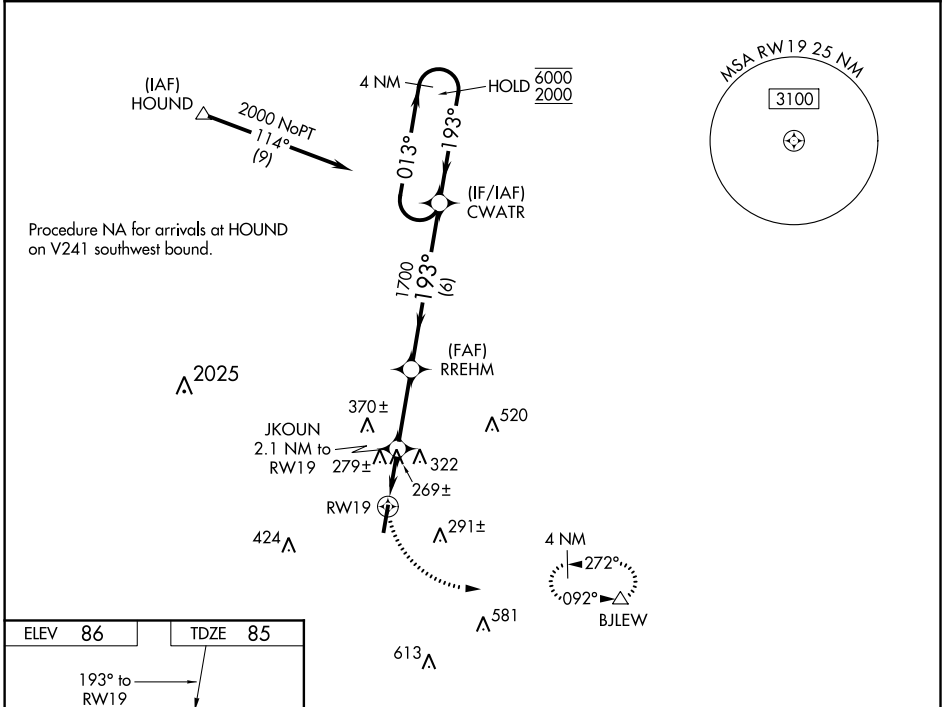 MSA RW19 25 NM
3100
(IAF)
HOUND
2000 NoPT
114°
(9)
4 NM
HOLD
6000
2000
013°
193°
(IF/IAF)
CWATR
Procedure NA for arrivals at HOUND
on V241 southwest bound.
1700
193°
(6)
(FAF)
RREHM
2025
370±
520
JKOUN
2.1 NM to
RW19
279±
322
269±
RW19
291±
424
4 NM
272°
092°
BJLEW
581
613
ELEV 86
TDZE 85
193° to
RW19